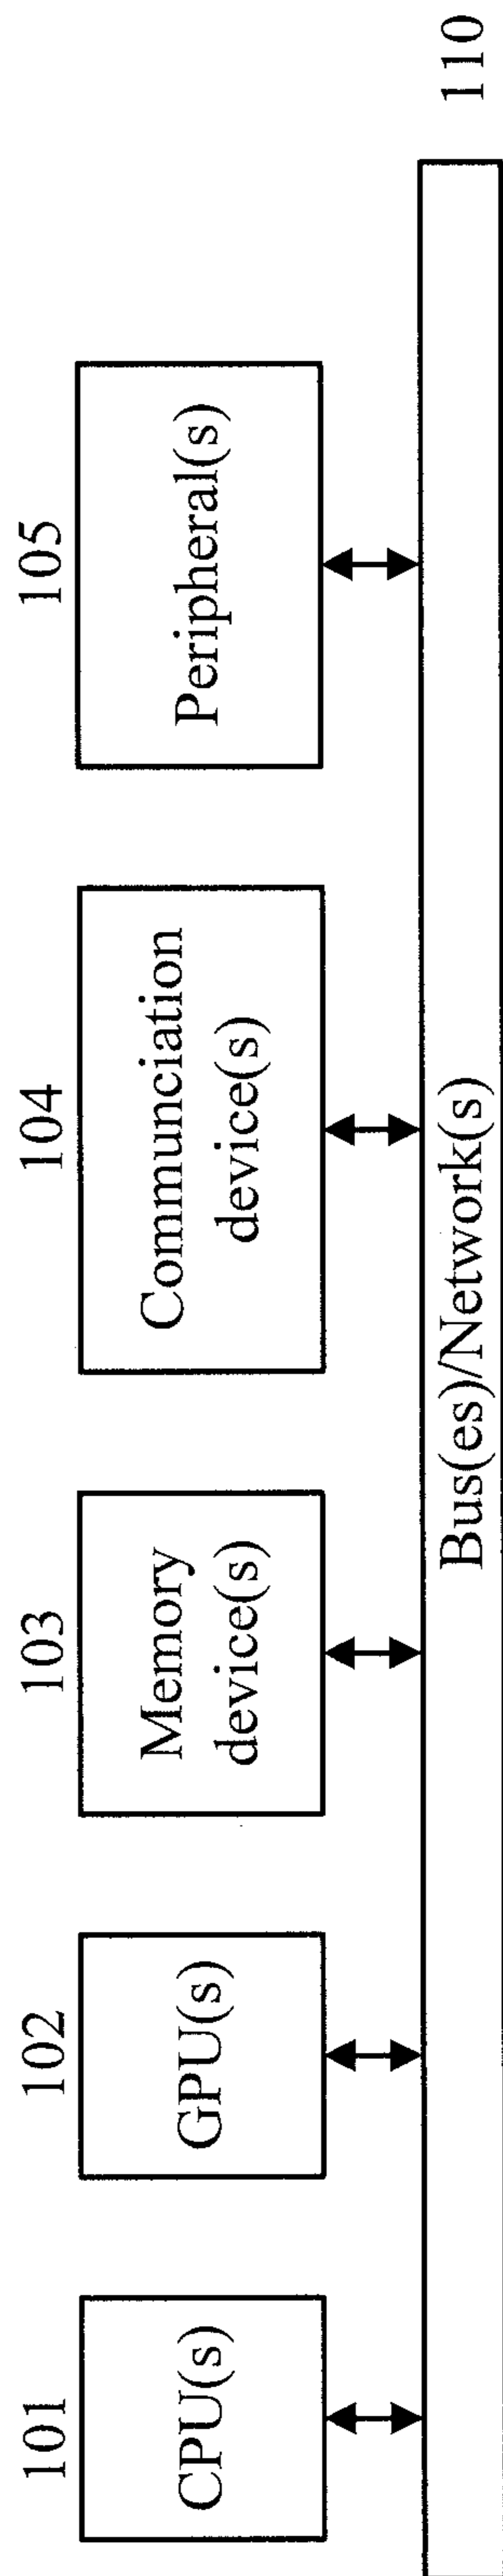 101
CPU(s)
102
GPU(s)
103
Memory
device(s)
104
Communciation
device(s)
105
Peripheral(s)
Bus(es)/Network(s)
110